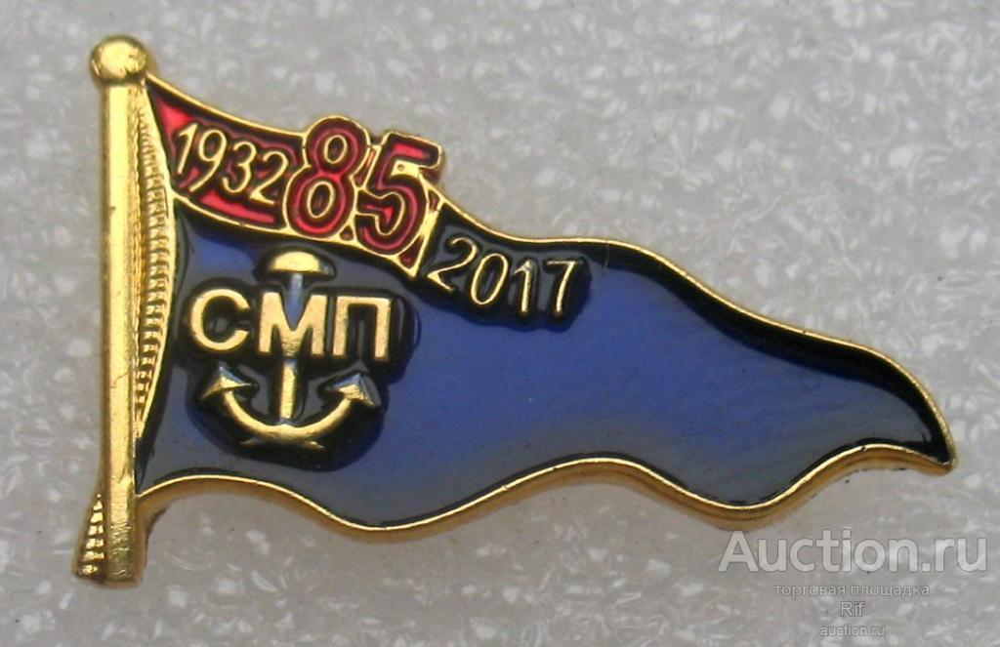 1932 85
2017
СМП
Auction.ru
торговая площадка
Rif
auction.ru